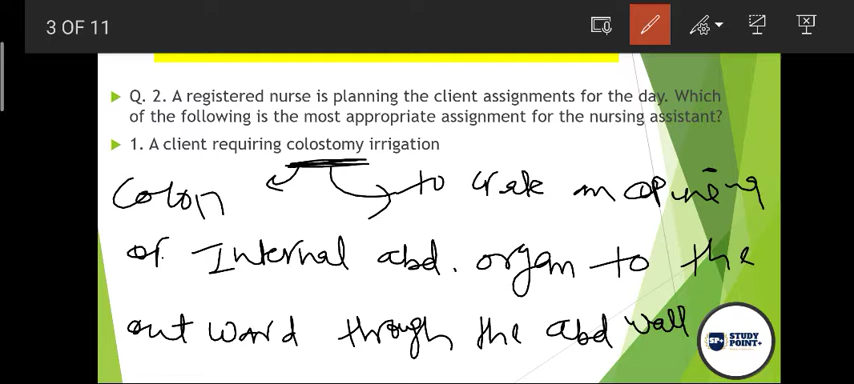 3 OF 11
Q. 2. A registered nurse is planning the client assignments for the day. Which
of the following is the most appropriate assignment for the nursing assistant?
1. A client requiring colostomy irrigation
Colon to create an opening
of Internal abd. organ to the
outward through the abd wall
SP+ STUDY
POINT+